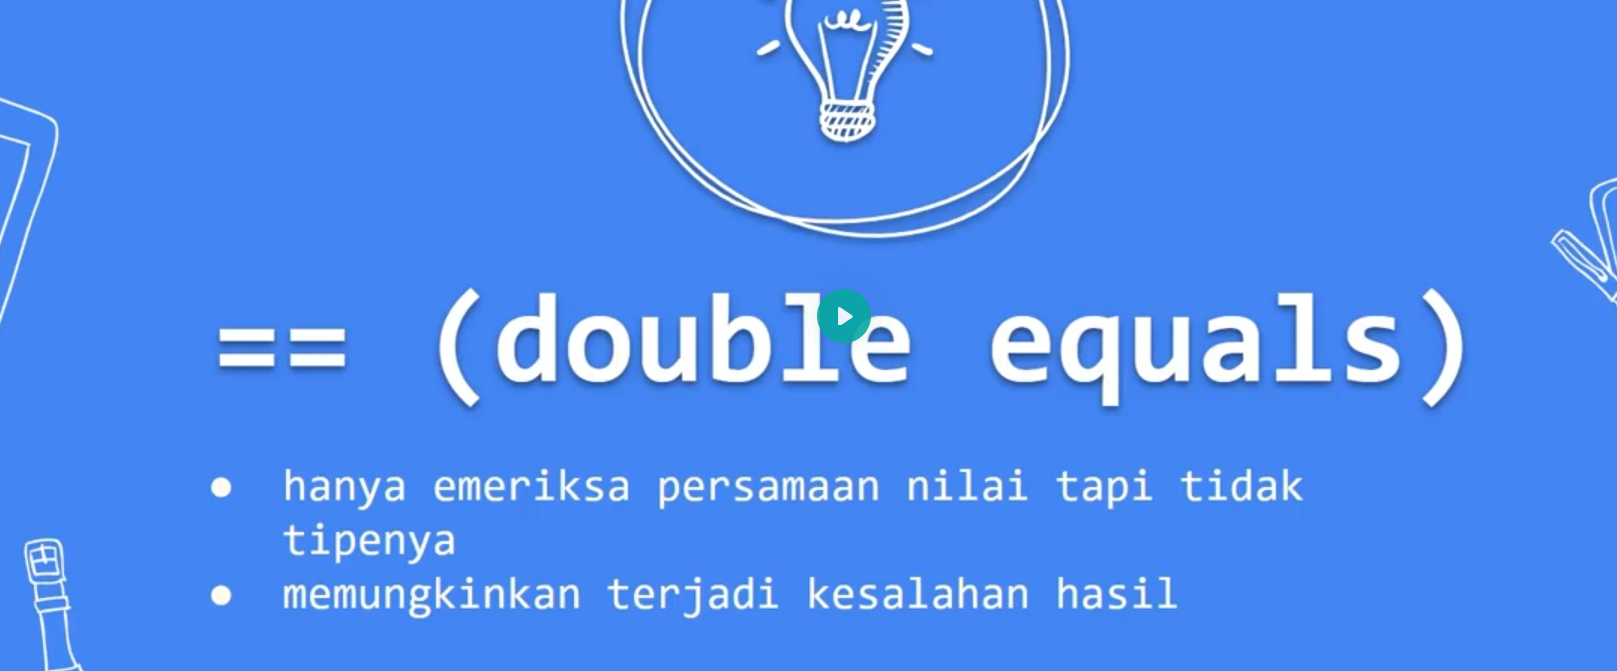 == (double equals)
● hanya emeriksa persamaan nilai tapi tidak
tipenya
● memungkinkan terjadi kesalahan hasil